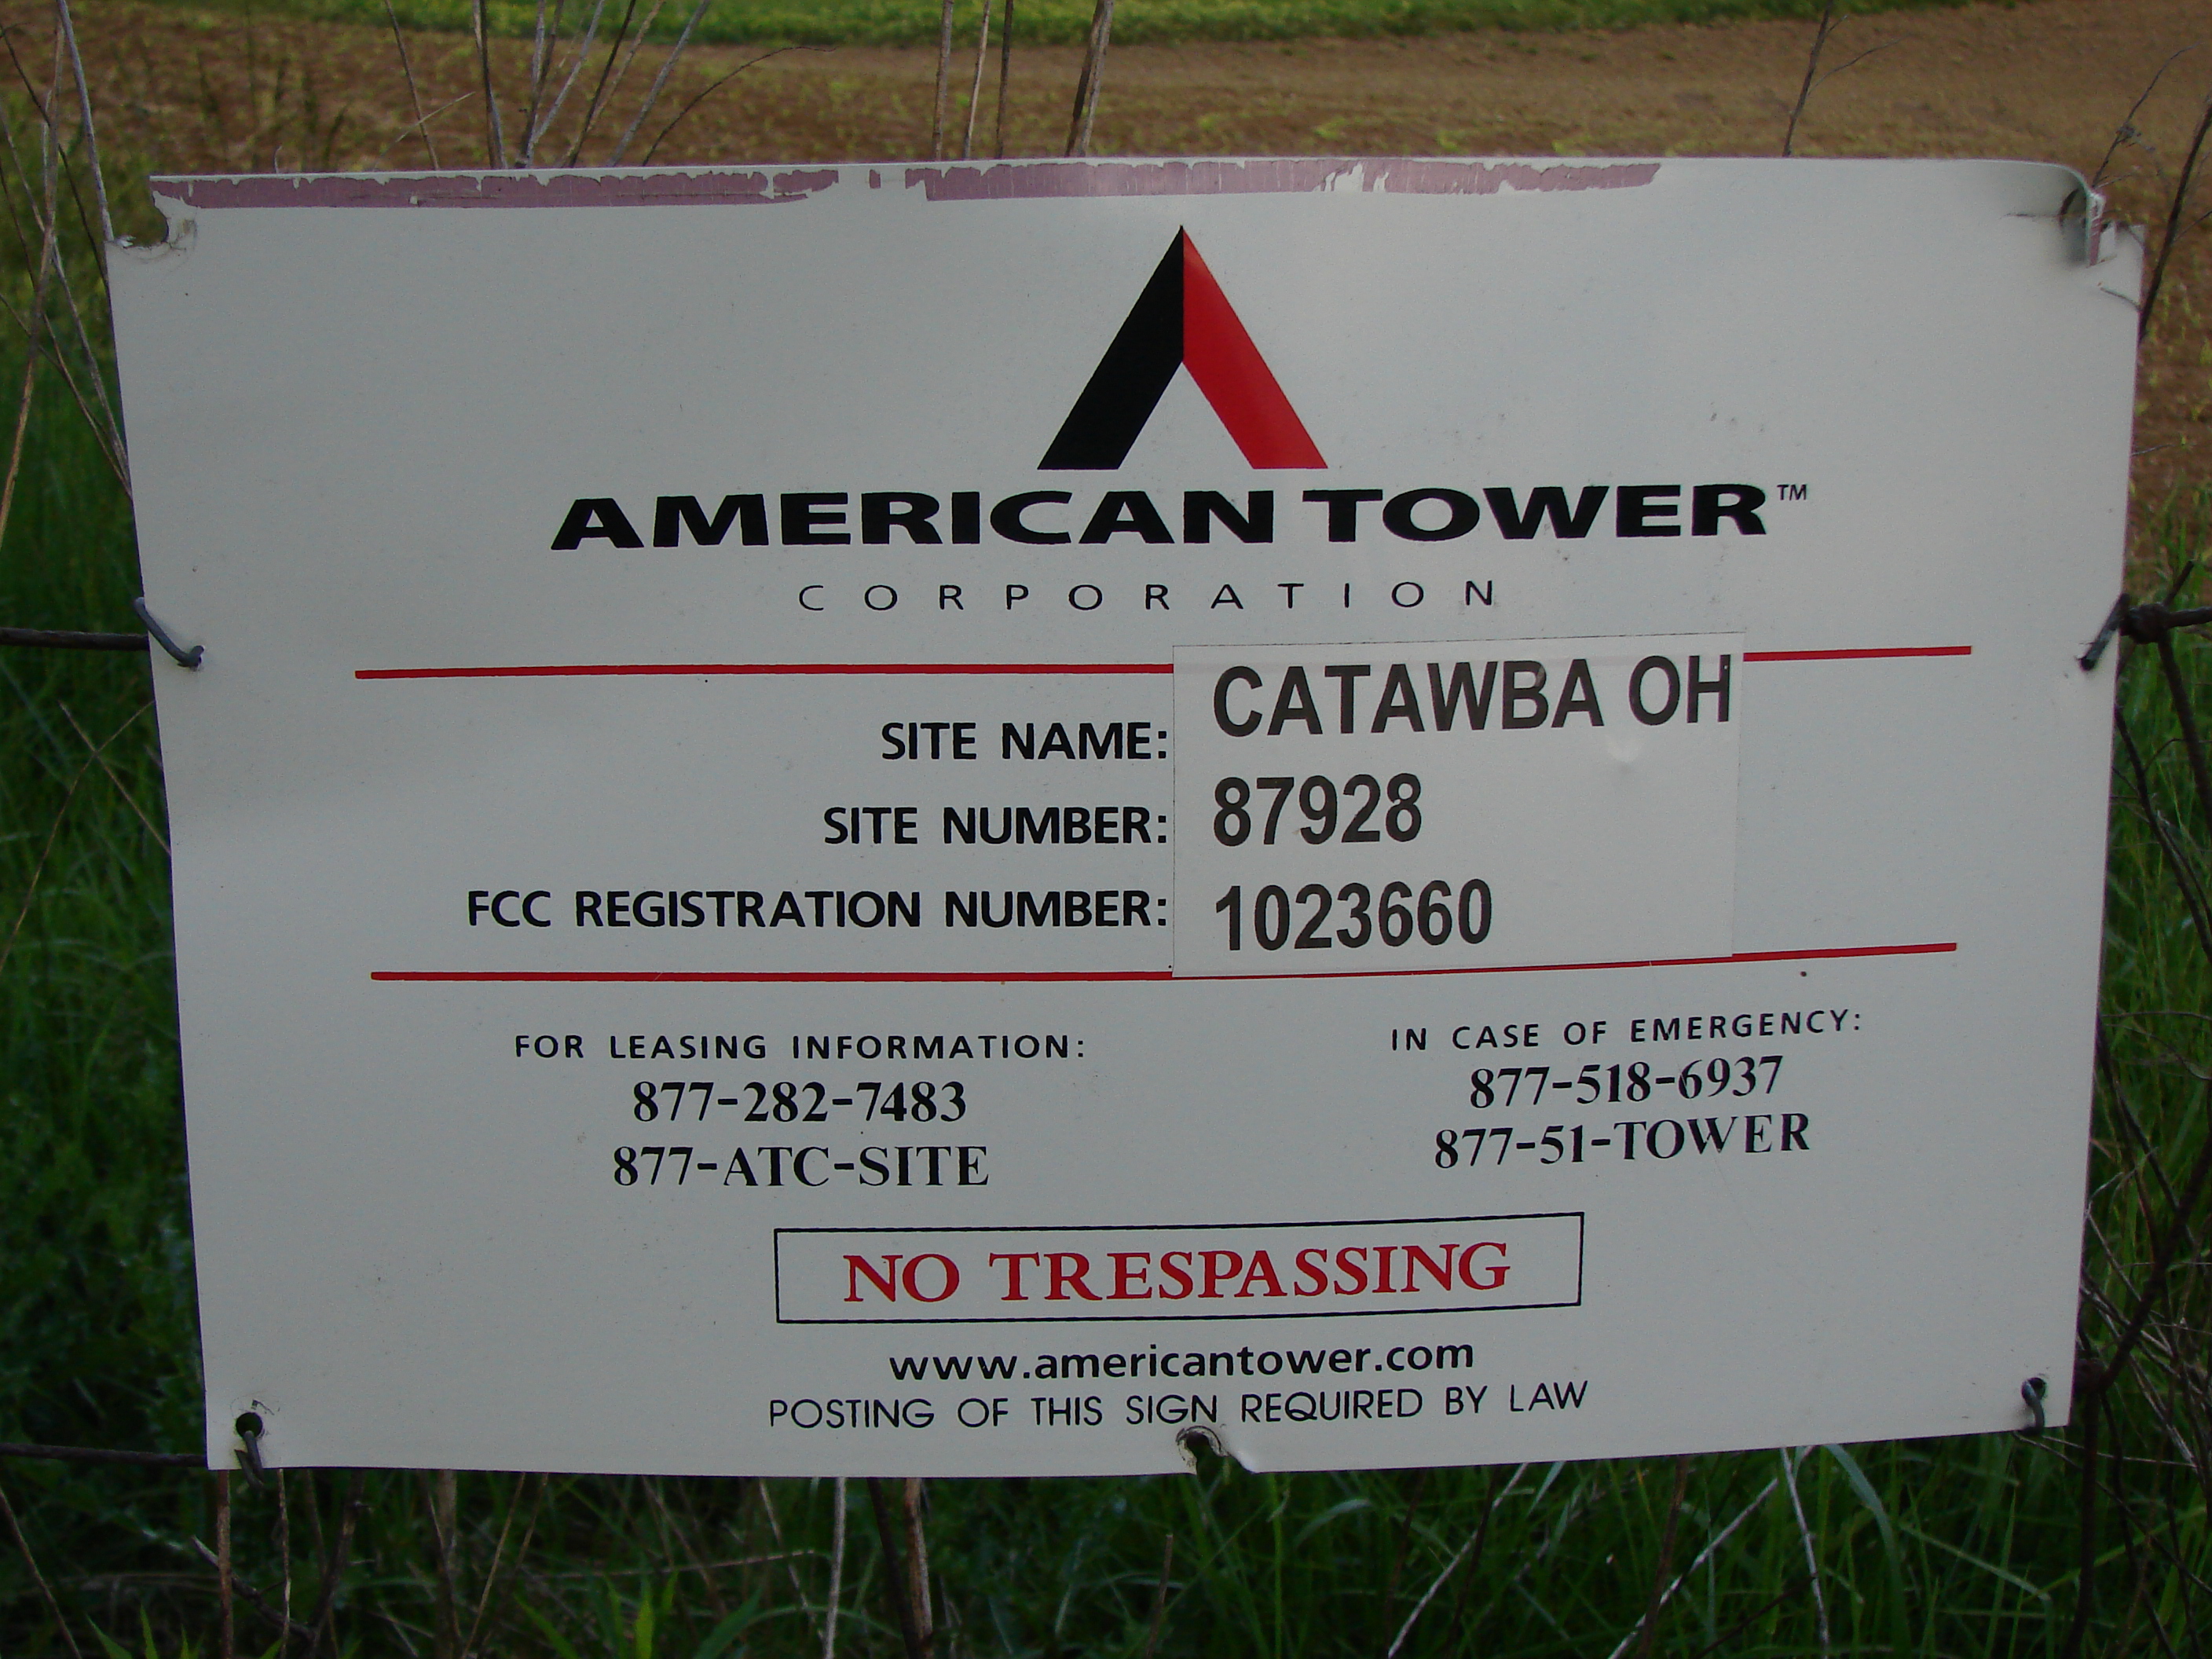 AMERICAN TOWER™
CORPORATION
SITE NAME: CATAWBA OH
SITE NUMBER: 87928
FCC REGISTRATION NUMBER: 1023660
FOR LEASING INFORMATION:
877-282-7483
877-ATC-SITE
IN CASE OF EMERGENCY:
877-518-6937
877-51-TOWER
NO TRESPASSING
www.americantower.com
POSTING OF THIS SIGN REQUIRED BY LAW